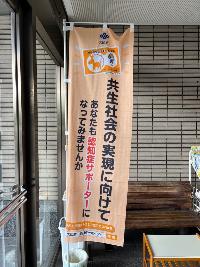 共生社会の実現に向けて
あなたも認知症サポーターに
なってみませんか